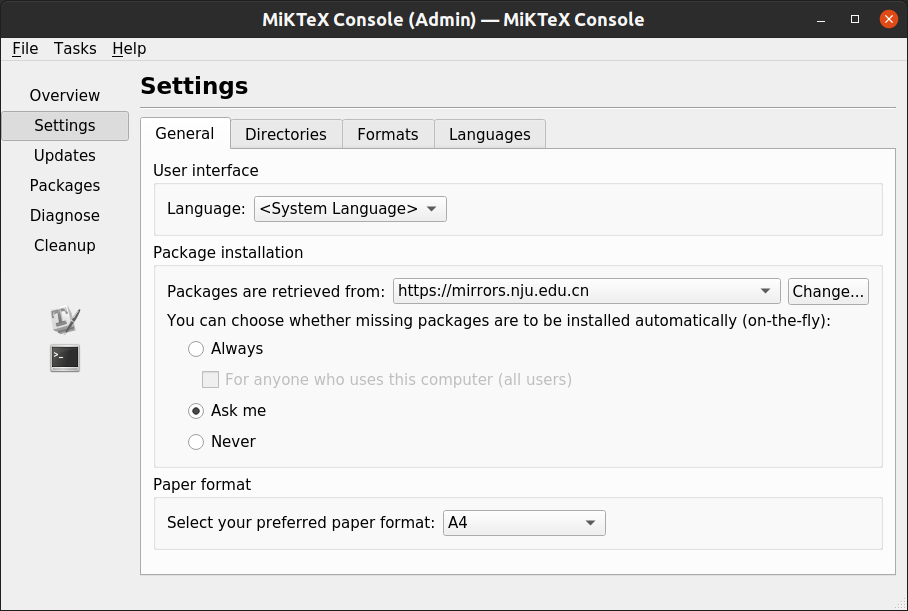 MiKTeX Console (Admin) — MiKTeX Console
File Tasks Help
Overview
Settings
Updates
Packages
Diagnose
Cleanup
Settings
General Directories Formats Languages
User interface
Language: <System Language>
Package installation
Packages are retrieved from: https://mirrors.nju.edu.cn Change...
You can choose whether missing packages are to be installed automatically (on-the-fly):
Always
For anyone who uses this computer (all users)
Ask me
Never
Paper format
Select your preferred paper format: A4